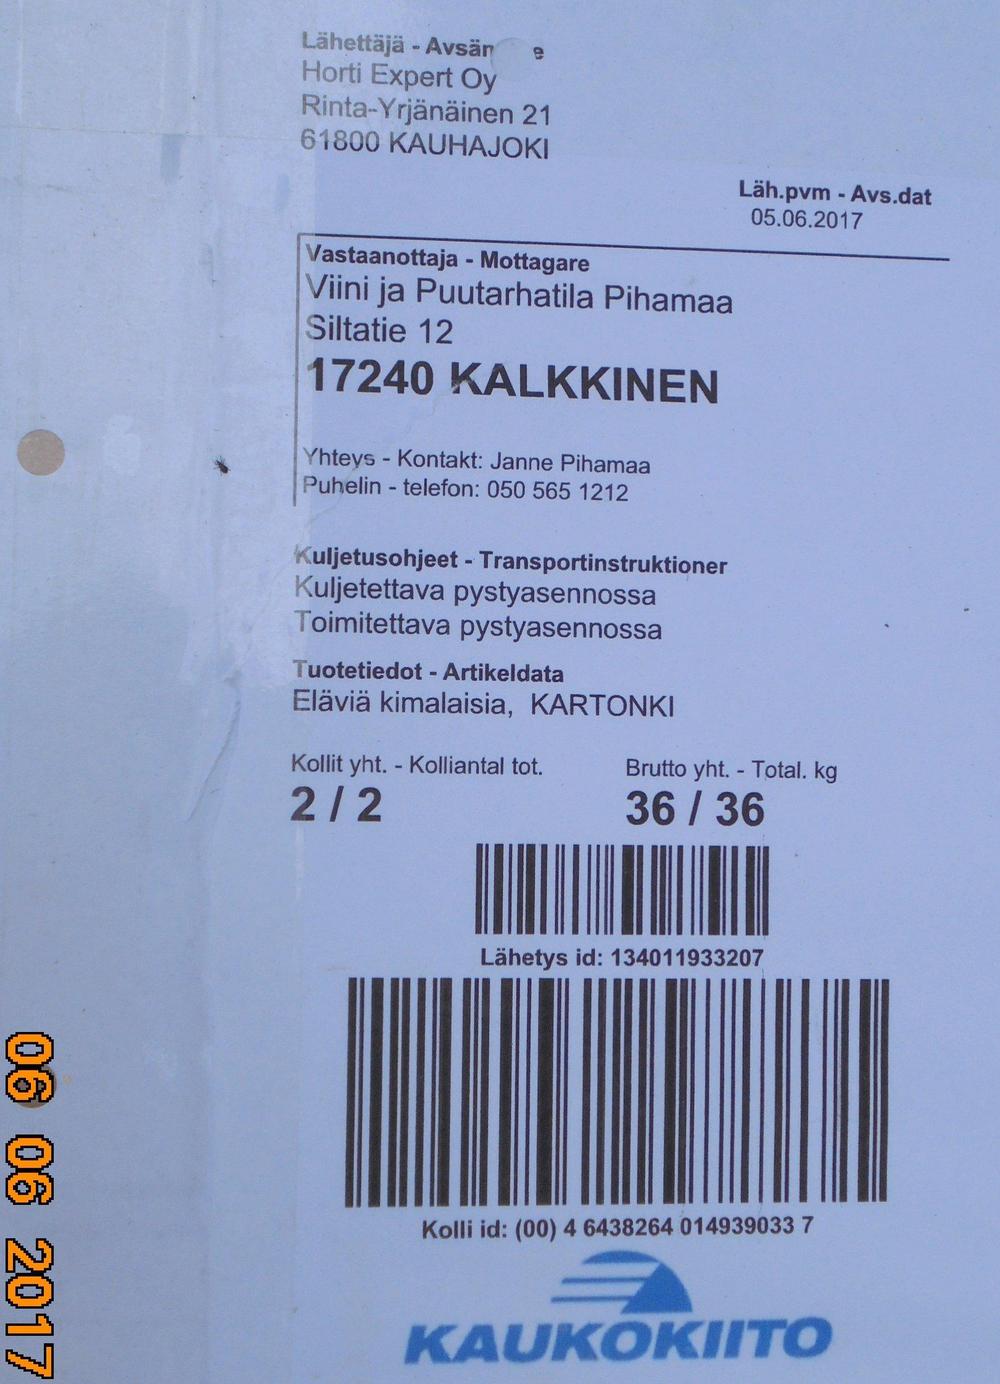 Lähettäjä - Avsän e
Horti Expert Oy
Rinta-Yrjänäinen 21
61800 KAUHAJOKI
Läh.pvm - Avs.dat
05.06.2017
Vastaanottaja - Mottagare
Viini ja Puutarhatila Pihamaa
Siltatie 12
17240 KALKKINEN
Yhteys - Kontakt: Janne Pihamaa
Puhelin - telefon: 050 565 1212
Kuljetusohjeet - Transportinstruktioner
Kuljetettava pystyasennossa
Toimitettava pystyasennossa
Tuotetiedot - Artikeldata
Eläviä kimalaisia, KARTONKI
Kollit yht. - Kolliantal tot.
Brutto yht. - Total. kg
2 / 2
36 / 36
Lähetys id: 134011933207
Kolli id: (00) 4 6438264 014939033 7
KAUKOKIITO
06 06 2017